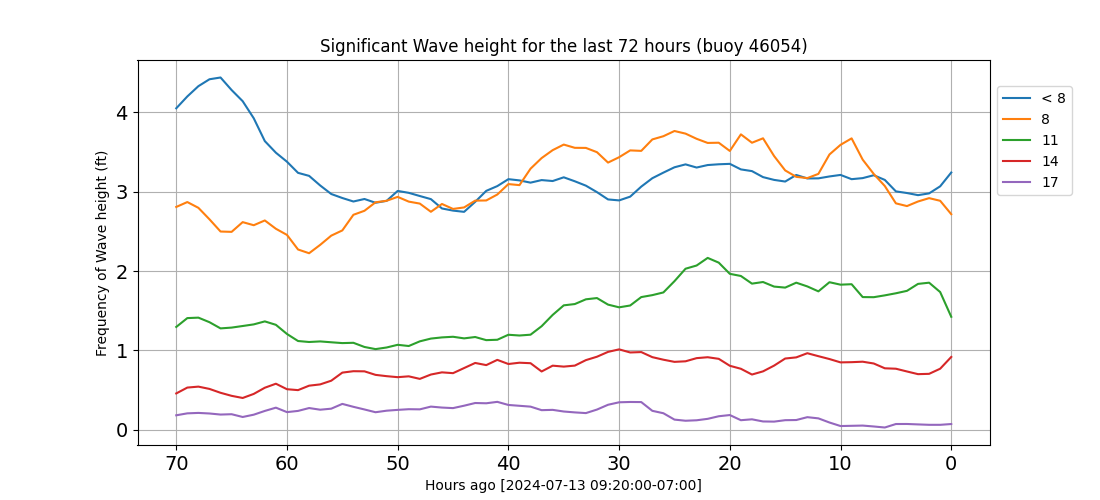 Significant Wave height for the last 72 hours (buoy 46054)
Frequency of Wave height (ft)
4
3
2
1
0
70 60 50 40 30 20 10 0
Hours ago [2024-07-13 09:20:00-07:00]
< 8
8
11
14
17